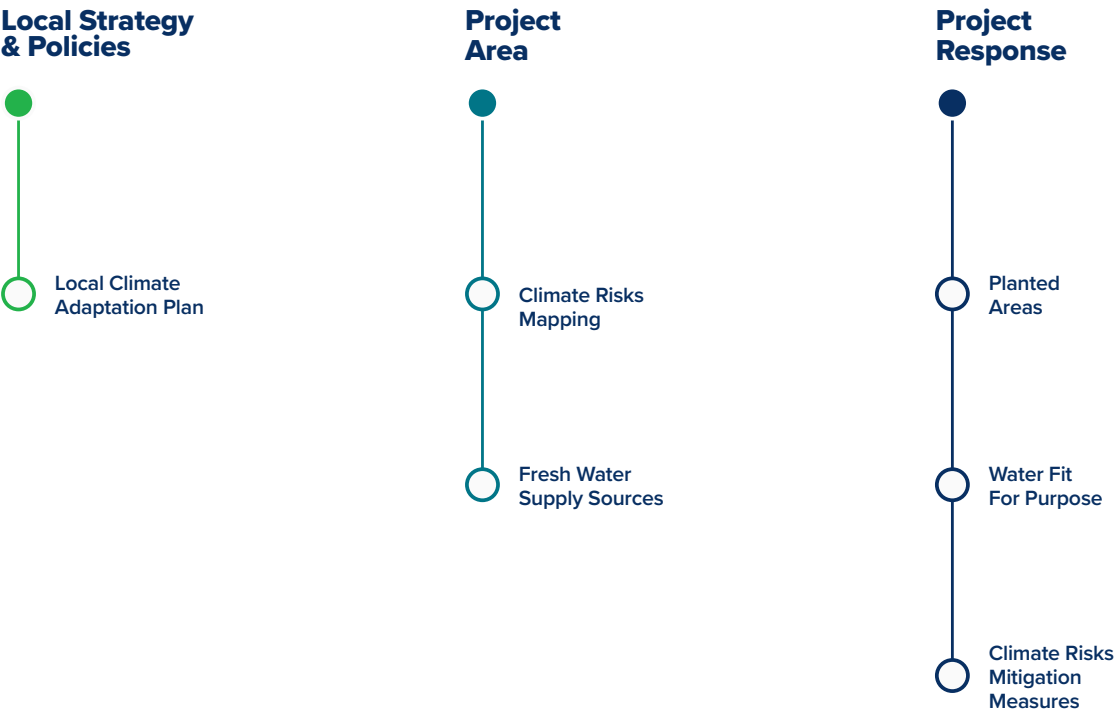 Local Strategy
& Policies
Local Climate
Adaptation Plan
Project
Area
Climate Risks
Mapping
Fresh Water
Supply Sources
Project
Response
Planted
Areas
Water Fit
For Purpose
Climate Risks
Mitigation
Measures